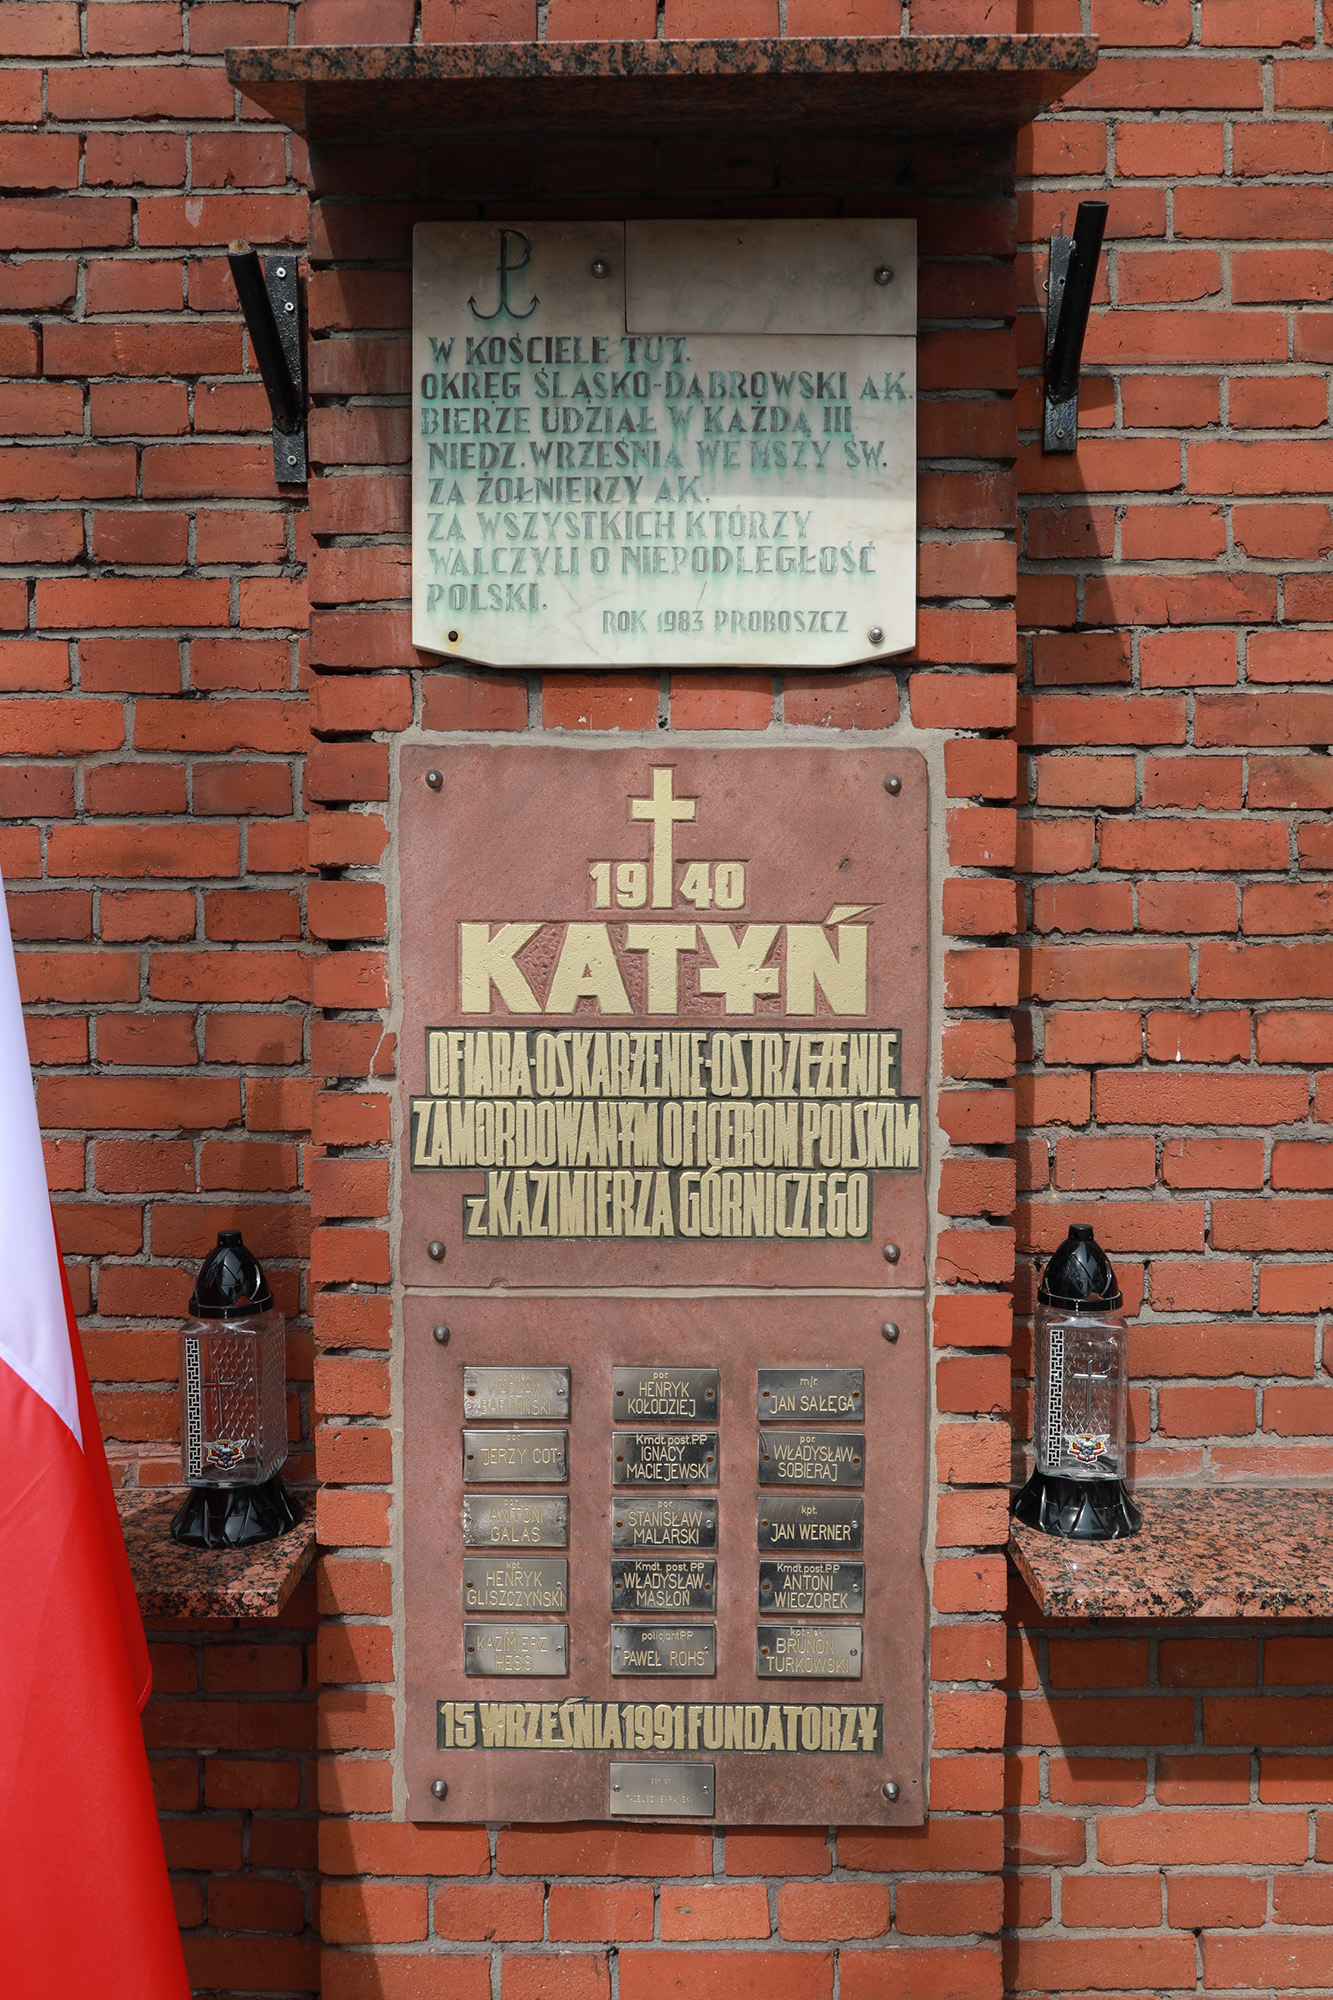 W KOŚCIELE TUT.
OKRĘG ŚLĄSKO-DĄBROWSKI AK.
BIERZE UDZIAŁ W KAŻDĄ III
NIEDZ. WRZEŚNIA WE MSZY ŚW.
ZA ŻOŁNIERZY AK.
ZA WSZYSTKICH KTÓRZY
WALCZYLI O NIEPODLEGŁOŚĆ
POLSKI.
ROK 1983 PROBOSZCZ
1940
KATYŃ
OFIARA·OSKARŻENIE·OSTRZEŻENIE
ZAMORDOWANYM OFICEROM POLSKIM
z KAZIMIERZA GÓRNICZEGO
WACŁAW
por.
JERZY COT
por.
ANTONI
GALAS
kpt.
HENRYK
GLISZCZYŃSKI
KAZIMIERZ
HESS
por.
HENRYK
KOŁODZIEJ
Kmdt.post.PP
IGNACY
MACIEJEWSKI
por.
STANISŁAW
MALARSKI
Kmdt. post.PP
WŁADYSŁAW
MASŁOŃ
policjant PP
PAWEŁ ROHS
mjr.
JAN SAŁĘGA
por.
WŁADYSŁAW
SOBIERAJ
kpt.
JAN WERNER
Kmdt.post.PP
ANTONI
WIECZOREK
BRUNON
TURKOWSKI
15 WRZEŚNIA 1991 FUNDATORZY